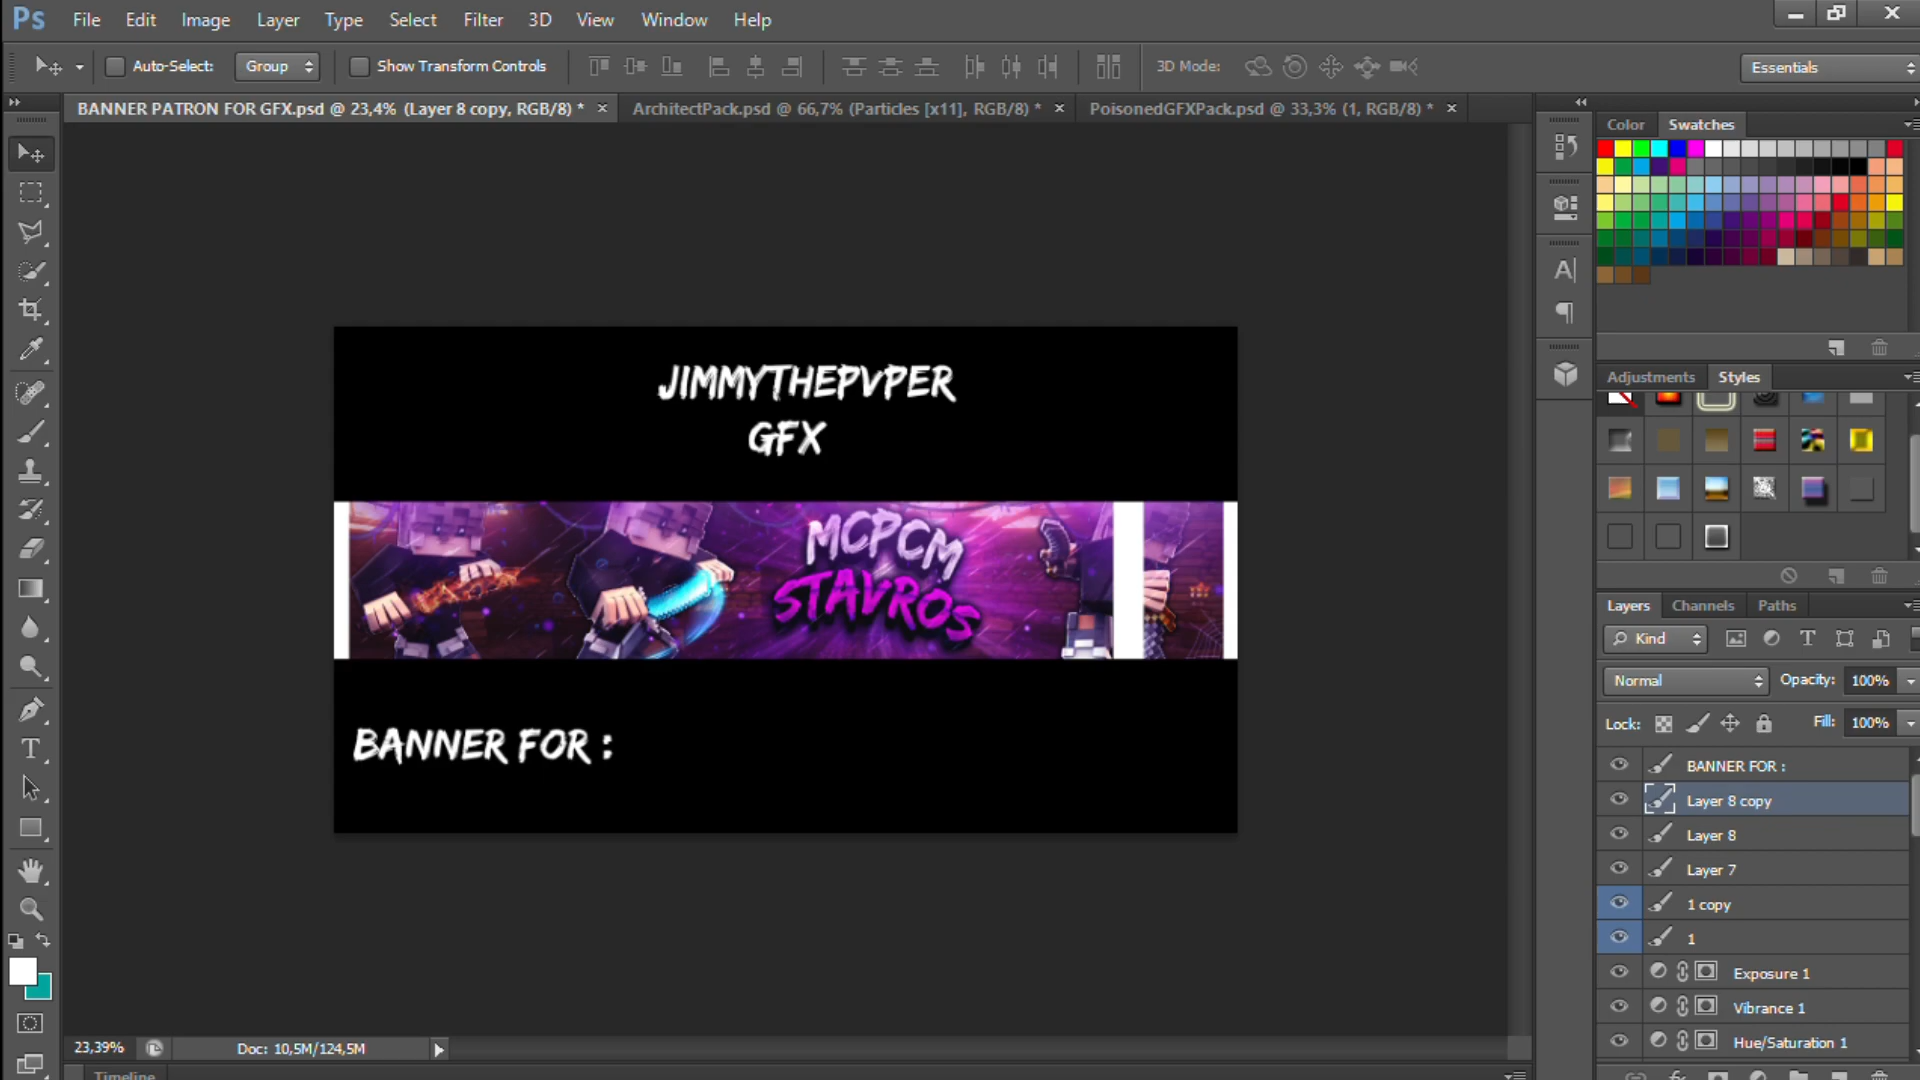 Ps File Edit Image Layer Type Select Filter 3D View Window Help
Auto-Select: Group Show Transform Controls 3D Mode: Essentials
BANNER PATRON FOR GFX.psd @ 23,4% (Layer 8 copy, RGB/8) * × ArchitectPack.psd @ 66,7% (Particles [x11], RGB/8) * × PoisonedGFXPack.psd @ 33,3% (1, RGB/8) * ×
Color Swatches
JIMMYTHEPVPER
GFX
MCPCM
STAVROS
BANNER FOR :
Adjustments Styles
Layers Channels Paths
Kind
Normal Opacity: 100%
Lock: Fill: 100%
BANNER FOR :
Layer 8 copy
Layer 8
Layer 7
1 copy
1
Exposure 1
Vibrance 1
Hue/Saturation 1
23,39% Doc: 10,5M/124,5M
Timeline